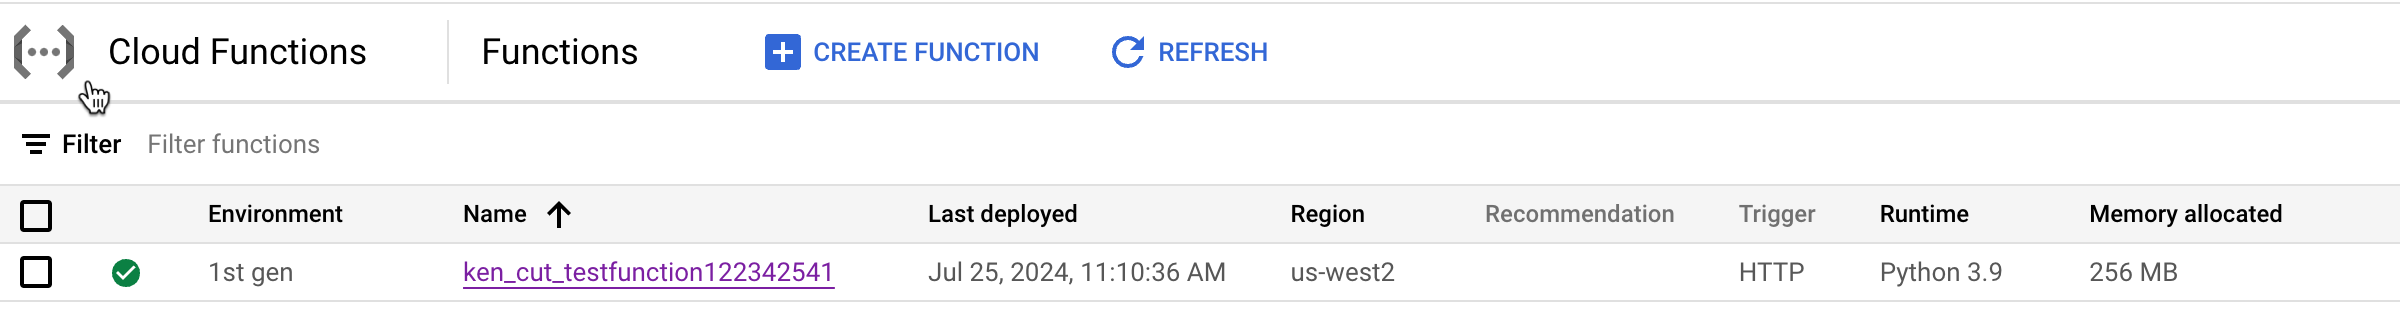 Cloud Functions Functions CREATE FUNCTION REFRESH
Filter Filter functions
Environment Name Last deployed Region Recommendation Trigger Runtime Memory allocated
1st gen ken_cut_testfunction122342541 Jul 25, 2024, 11:10:36 AM us-west2 HTTP Python 3.9 256 MB